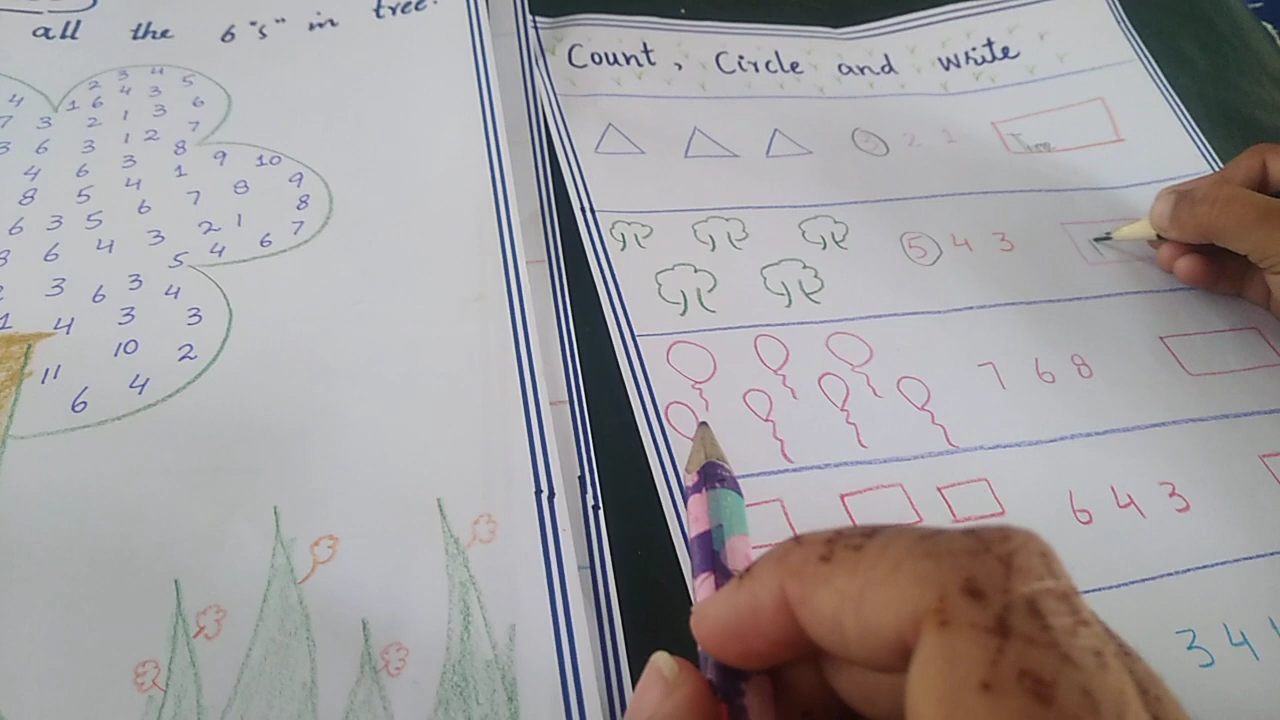 all the 6 "s" in tree.
3 4 5
2 4 3
4 1 6 3 6
7 3 2 1 7
3 6 3 1 2 8
4 6 3 1 9 10
8 5 4 7 8 9
6 3 5 6 2 1 8
8 6 4 3 4 6 7
5
3 6 3 4
1 4 3 3
10 2
11 4
6
Count, Circle and write
3 2 1
5 4 3
7 6 8
6 4 3
3 4